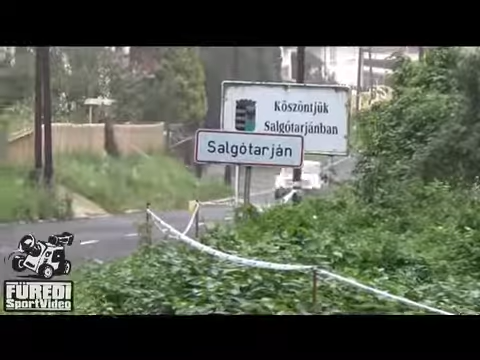 Köszöntjük
Salgótarjánban
Salgótarján
FÜREDI
SportVideo